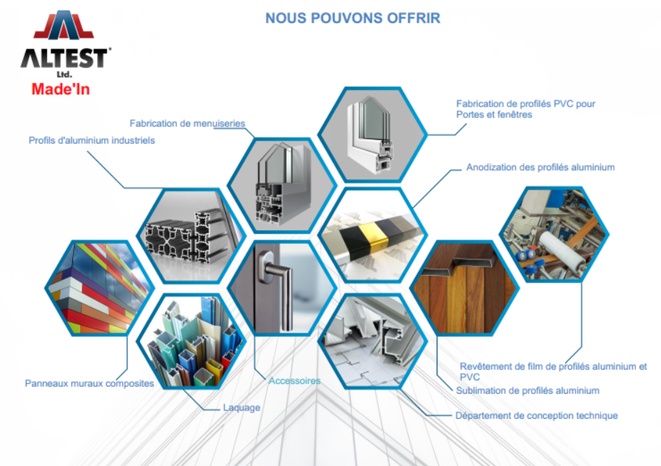 NOUS POUVONS OFFRIR
ALTEST
Ltd.
Made'In
Fabrication de profilés PVC pour
Portes et fenêtres
Fabrication de menuiseries
Profils d'aluminium industriels
Anodization des profilés aluminium
Revêtement de film de profilés aluminium et
PVC
Panneaux muraux composites
Accessoires
Sublimation de profilés aluminium
Laquage
Département de conception technique